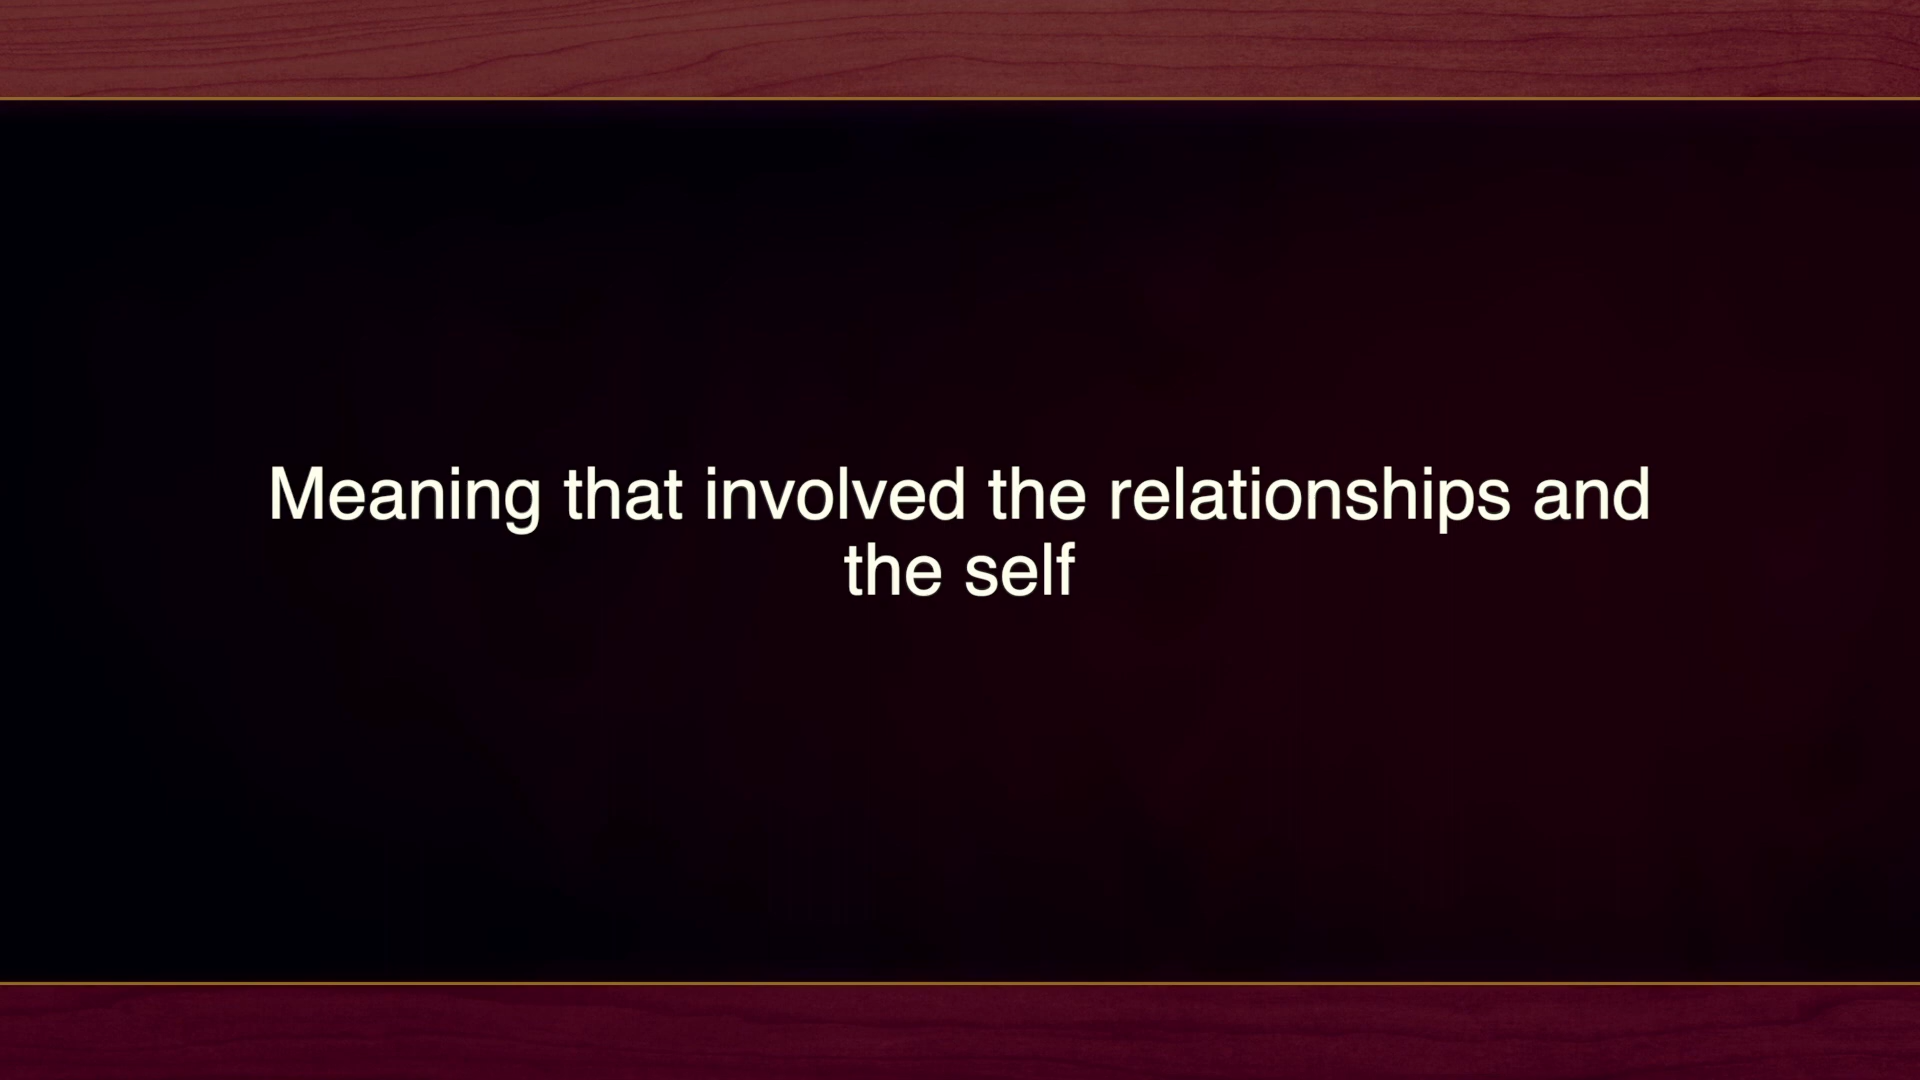 Meaning that involved the relationships and
the self